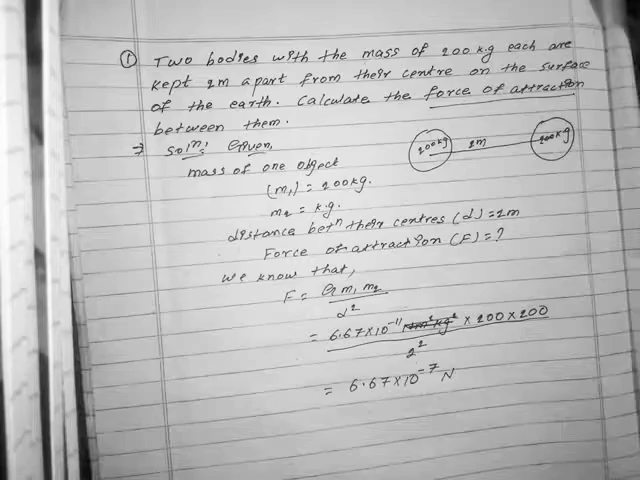 ① Two bodies with the mass of 200 k.g each are
kept 2m apart from their centre on the surface
of the earth. Calculate the force of attraction
between them.
⇒ Soln: Given,
200kg 2m 200kg
mass of one object
(m₁) = 200kg.
m₂ = k.g.
distance betn their centres (d) = 2m
Force of attraction (F) = ?
we know that,
F = G m₁ m₂
d²
= 6.67×10⁻¹¹ × 200 × 200
2²
= 6.67×10⁻⁷ N